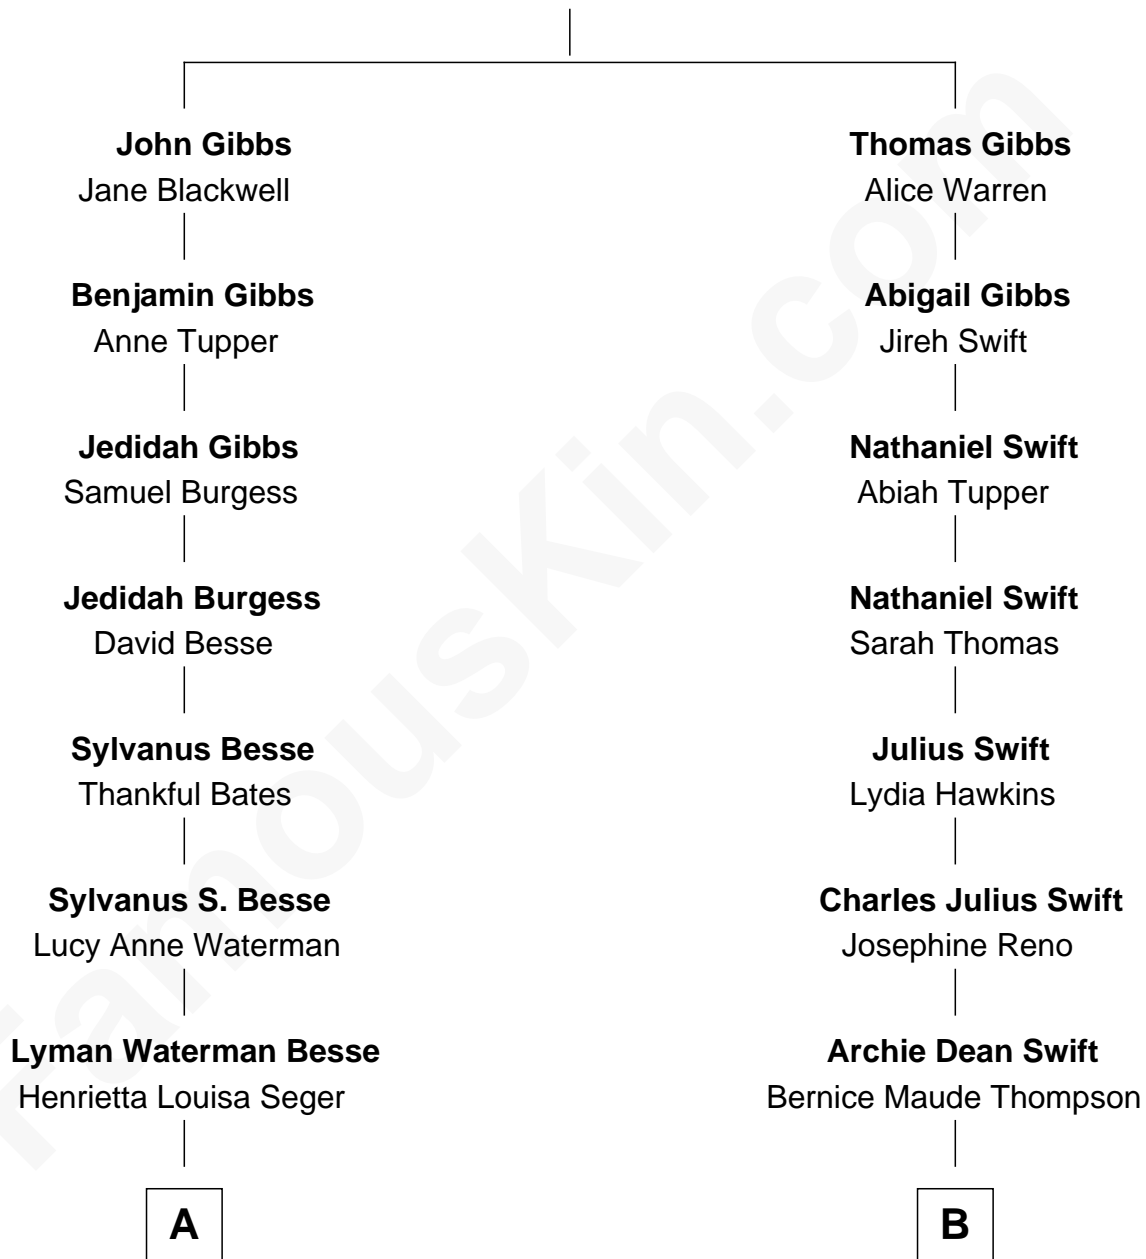 John Gibbs
Jane Blackwell
Thomas Gibbs
Alice Warren
Benjamin Gibbs
Anne Tupper
Abigail Gibbs
Jireh Swift
Jedidah Gibbs
Samuel Burgess
Nathaniel Swift
Abiah Tupper
Jedidah Burgess
David Besse
Nathaniel Swift
Sarah Thomas
Sylvanus Besse
Thankful Bates
Julius Swift
Lydia Hawkins
Sylvanus S. Besse
Lucy Anne Waterman
Charles Julius Swift
Josephine Reno
Lyman Waterman Besse
Henrietta Louisa Seger
Archie Dean Swift
Bernice Maude Thompson
A
B
FamousKin.com